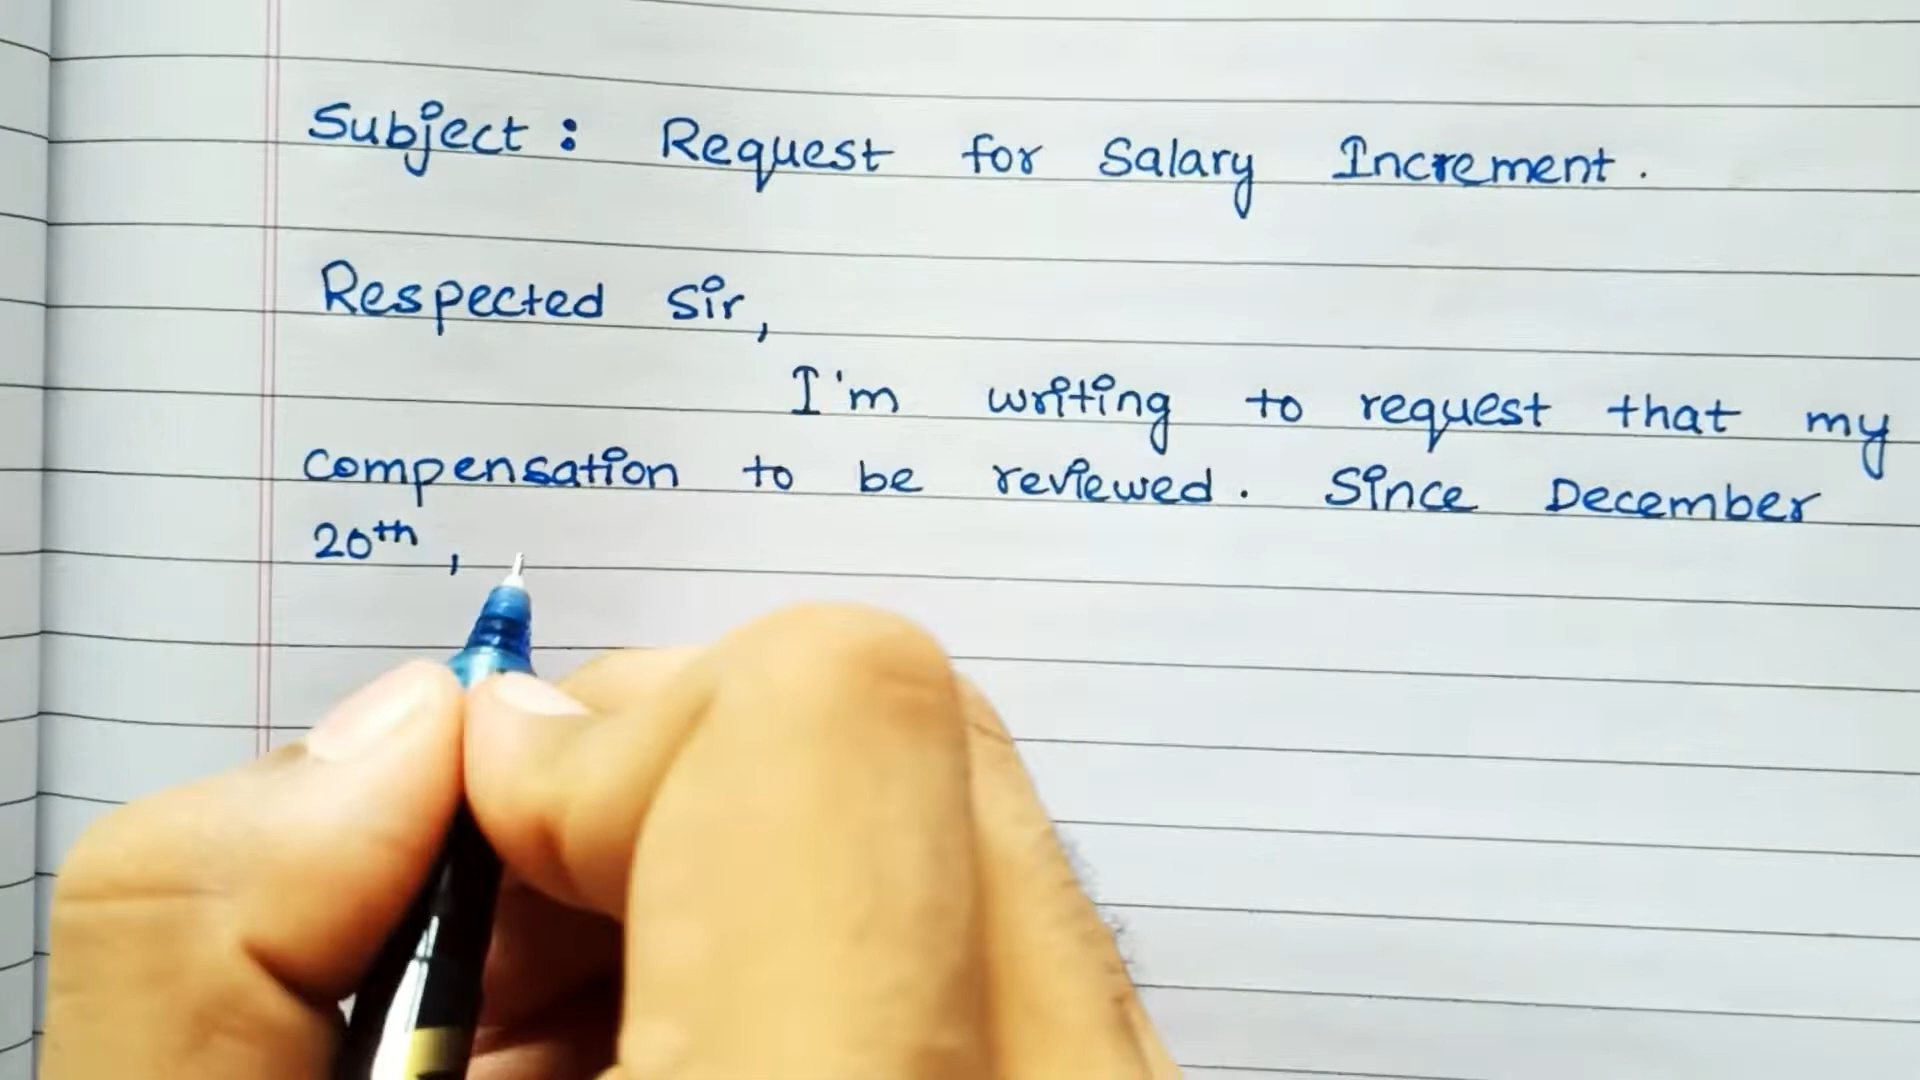 Subject : Request for Salary Increment .
Respected Sir,
I'm writing to request that my
compensation to be reviewed . Since December
20th ,